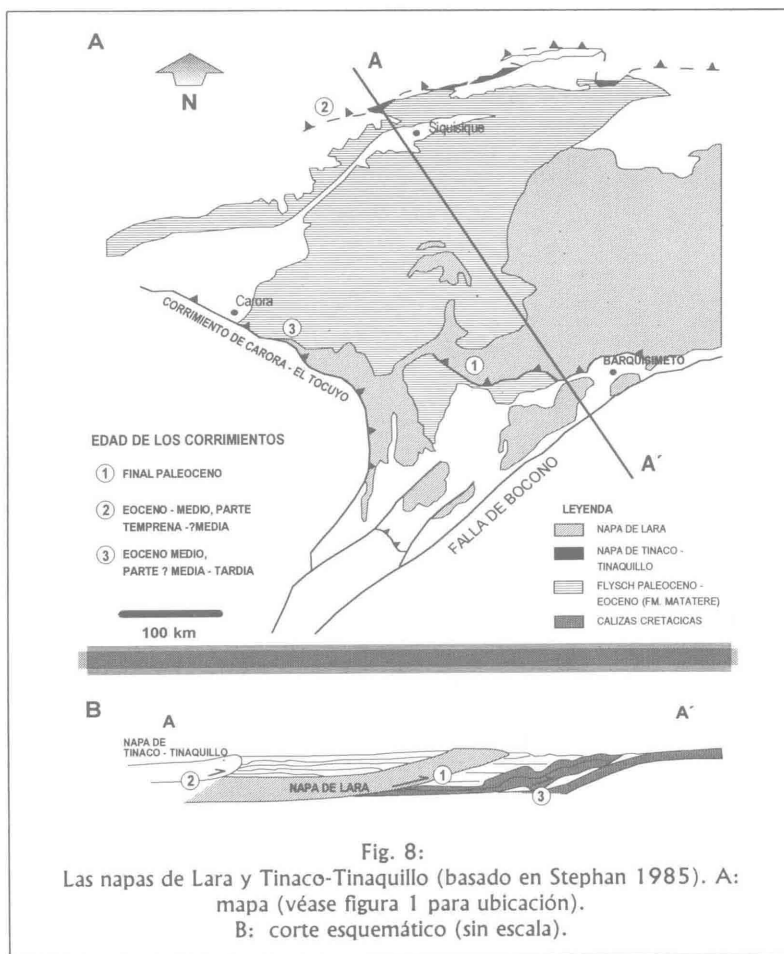 A
N
A
2
Siquisique
Carora
CORRIMIENTO DE CARORA - EL TOCUYO
3
1
BARQUISIMETO
A´
FALLA DE BOCONO
EDAD DE LOS CORRIMIENTOS
1 FINAL PALEOCENO
2 EOCENO - MEDIO, PARTE
TEMPRENA -?MEDIA
3 EOCENO MEDIO,
PARTE ? MEDIA - TARDIA
100 km
LEYENDA
NAPA DE LARA
NAPA DE TINACO -
TINAQUILLO
FLYSCH PALEOCENO -
EOCENO (FM. MATATERE)
CALIZAS CRETACICAS
B
A
A´
NAPA DE
TINACO - TINAQUILLO
2
NAPA DE LARA
1
3
Fig. 8:
Las napas de Lara y Tinaco-Tinaquillo (basado en Stephan 1985). A:
mapa (véase figura 1 para ubicación).
B: corte esquemático (sin escala).